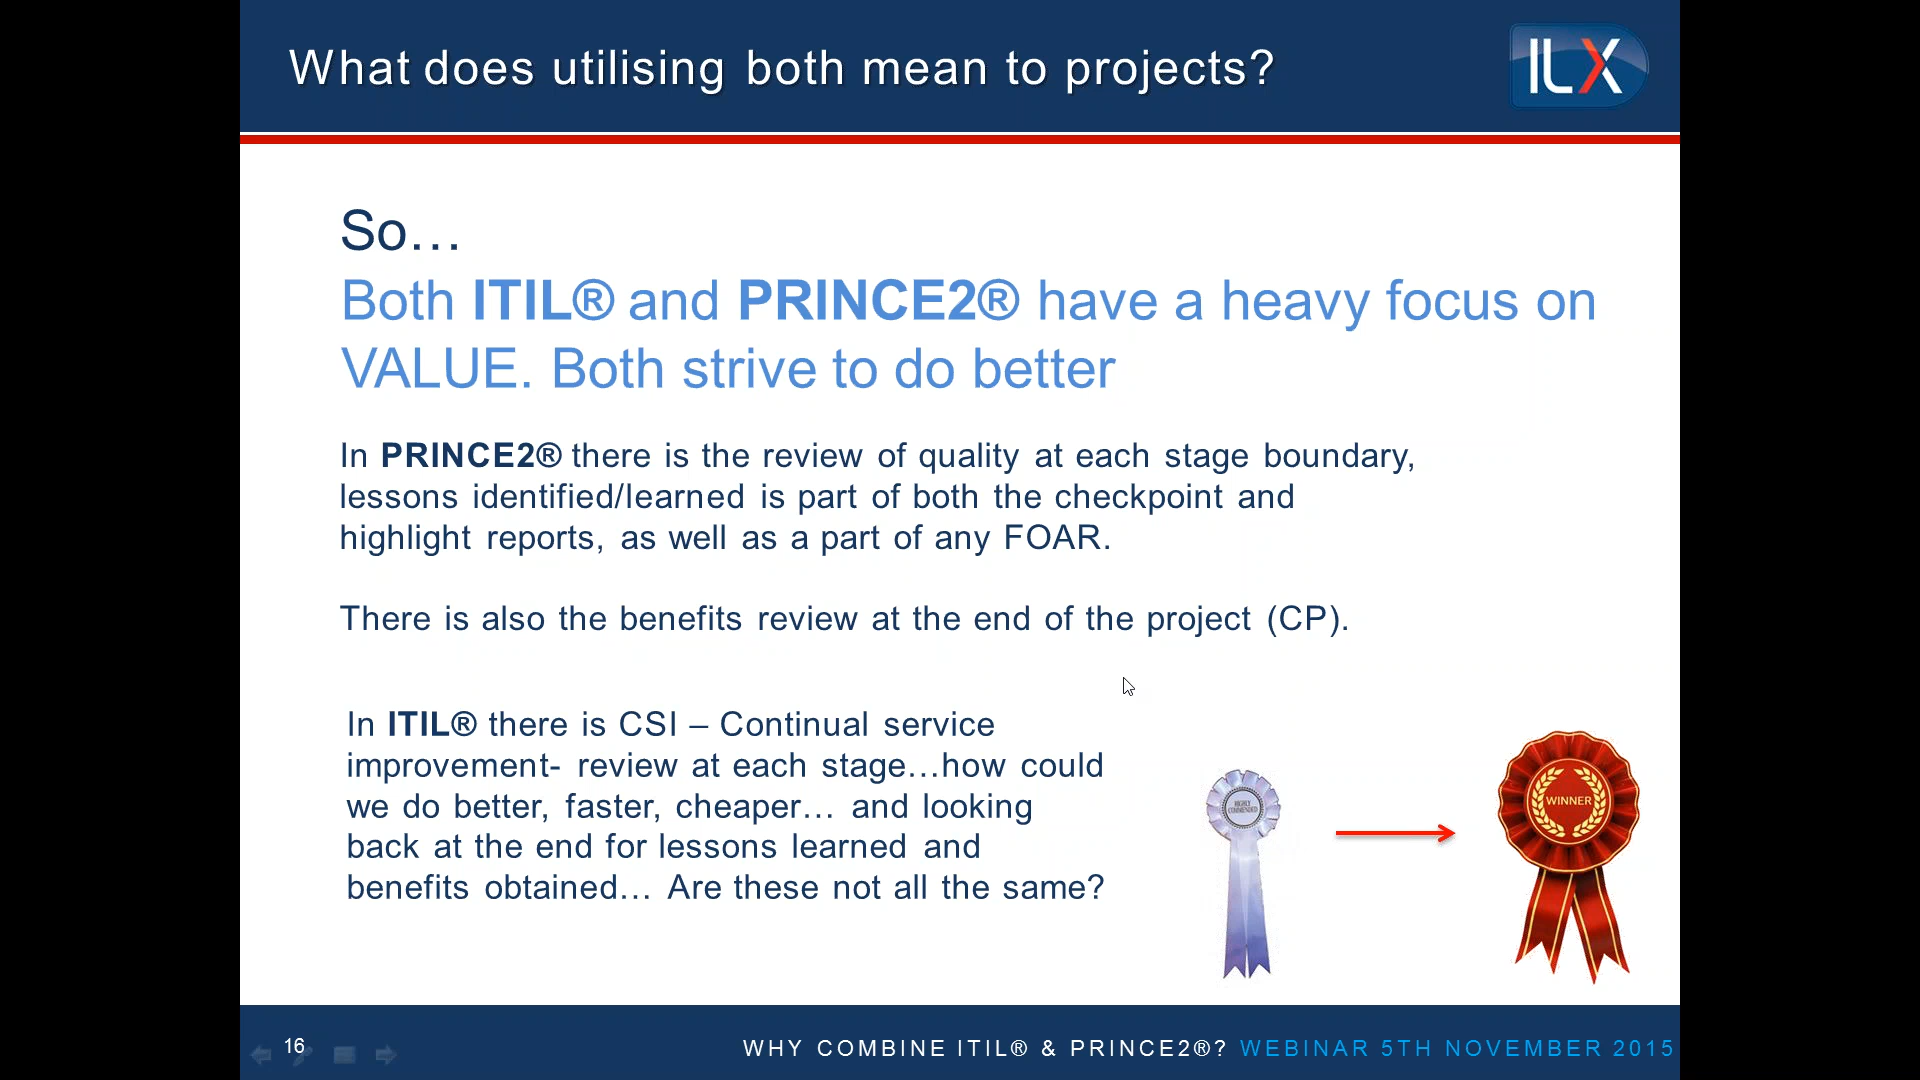 What does utilising both mean to projects?
ILX
So…
Both ITIL® and PRINCE2® have a heavy focus on
VALUE. Both strive to do better
In PRINCE2® there is the review of quality at each stage boundary,
lessons identified/learned is part of both the checkpoint and
highlight reports, as well as a part of any FOAR.
There is also the benefits review at the end of the project (CP).
In ITIL® there is CSI – Continual service
improvement- review at each stage…how could
we do better, faster, cheaper… and looking
back at the end for lessons learned and
benefits obtained… Are these not all the same?
HIGHLY
COMMENDED
WINNER
16
WHY COMBINE ITIL® & PRINCE2®? WEBINAR 5TH NOVEMBER 2015